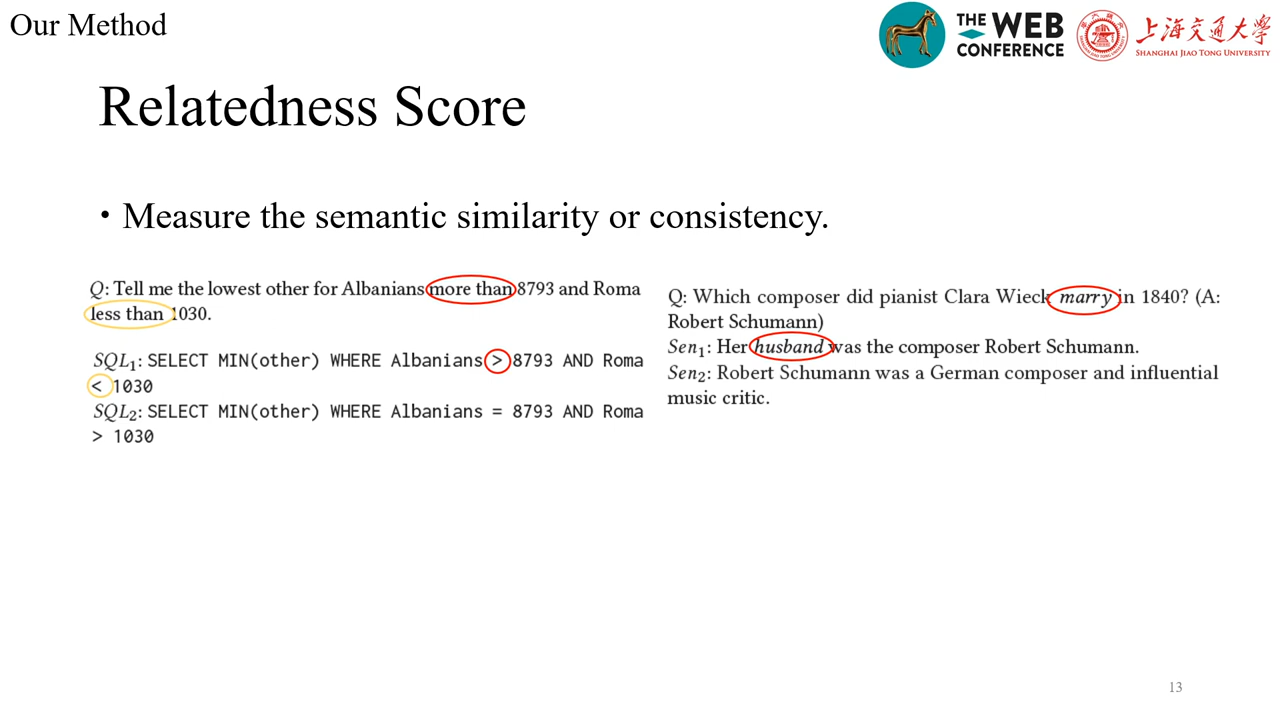 Our Method
THE WEB
CONFERENCE
上海交通大学
SHANGHAI JIAO TONG UNIVERSITY
Relatedness Score
• Measure the semantic similarity or consistency.
Q: Tell me the lowest other for Albanians more than 8793 and Roma
less than 1030.
SQL1: SELECT MIN(other) WHERE Albanians > 8793 AND Roma
< 1030
SQL2: SELECT MIN(other) WHERE Albanians = 8793 AND Roma
> 1030
Q: Which composer did pianist Clara Wieck marry in 1840? (A:
Robert Schumann)
Sen1: Her husband was the composer Robert Schumann.
Sen2: Robert Schumann was a German composer and influential
music critic.
13